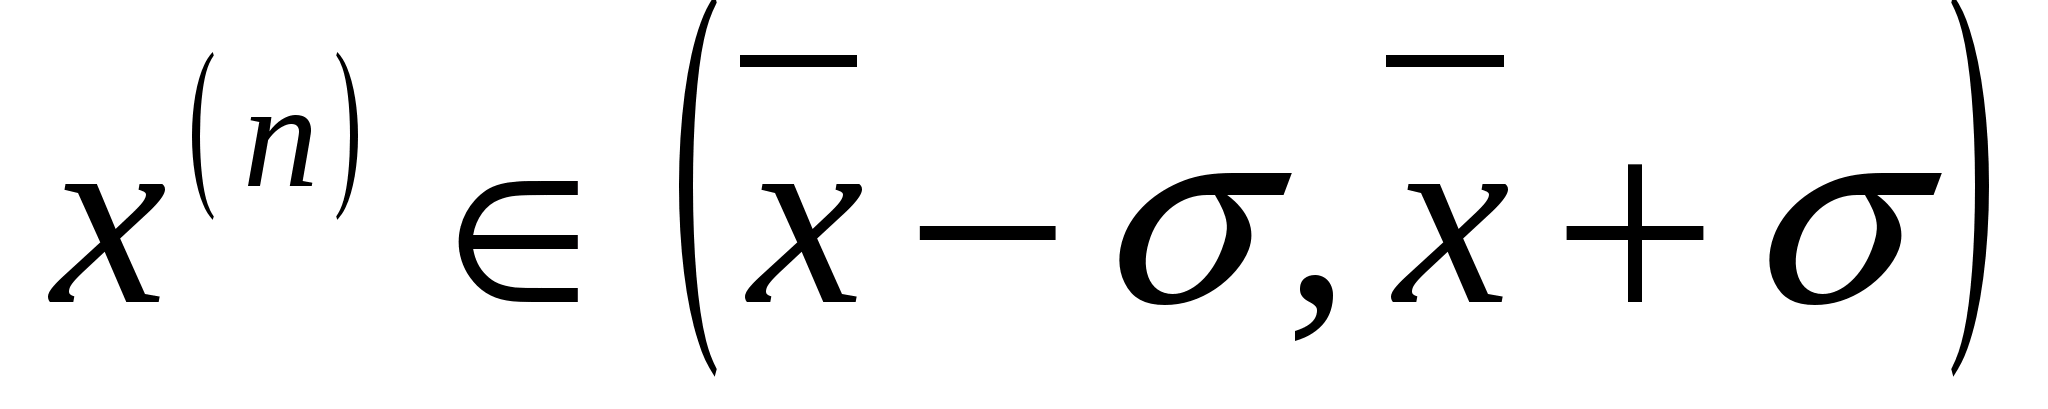 x^(n) ∈ (x̄ − σ, x̄ + σ)